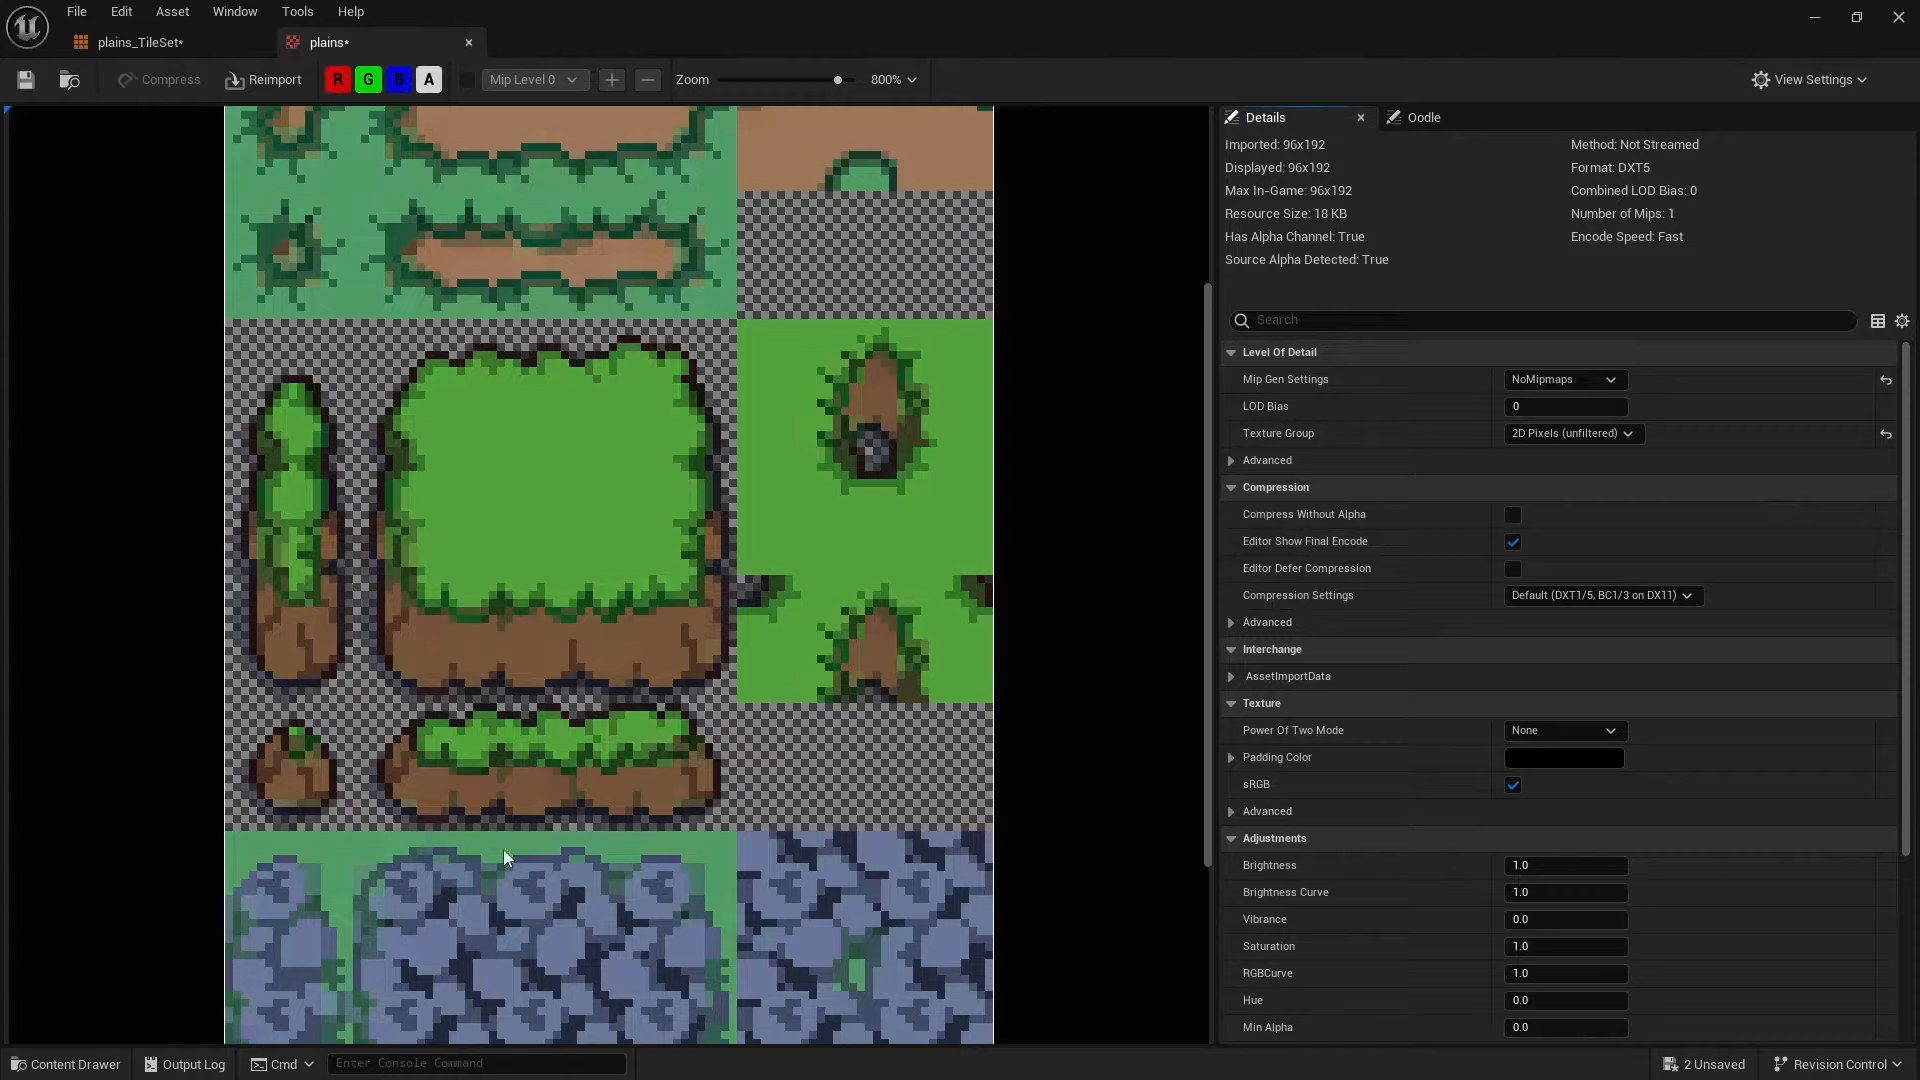 File Edit Asset Window Tools Help
plains_TileSet* plains*
Compress Reimport R G B A Mip Level 0 Zoom 800% View Settings
Details Oodle
Imported: 96x192 Method: Not Streamed
Displayed: 96x192 Format: DXT5
Max In-Game: 96x192 Combined LOD Bias: 0
Resource Size: 18 KB Number of Mips: 1
Has Alpha Channel: True Encode Speed: Fast
Source Alpha Detected: True
Search
Level Of Detail
Mip Gen Settings NoMipmaps
LOD Bias 0
Texture Group 2D Pixels (unfiltered)
Advanced
Compression
Compress Without Alpha
Editor Show Final Encode
Editor Defer Compression
Compression Settings Default (DXT1/5, BC1/3 on DX11)
Advanced
Interchange
AssetImportData
Texture
Power Of Two Mode None
Padding Color
sRGB
Advanced
Adjustments
Brightness 1.0
Brightness Curve 1.0
Vibrance 0.0
Saturation 1.0
RGBCurve 1.0
Hue 0.0
Min Alpha 0.0
Content Drawer Output Log Cmd Enter Console Command 2 Unsaved Revision Control